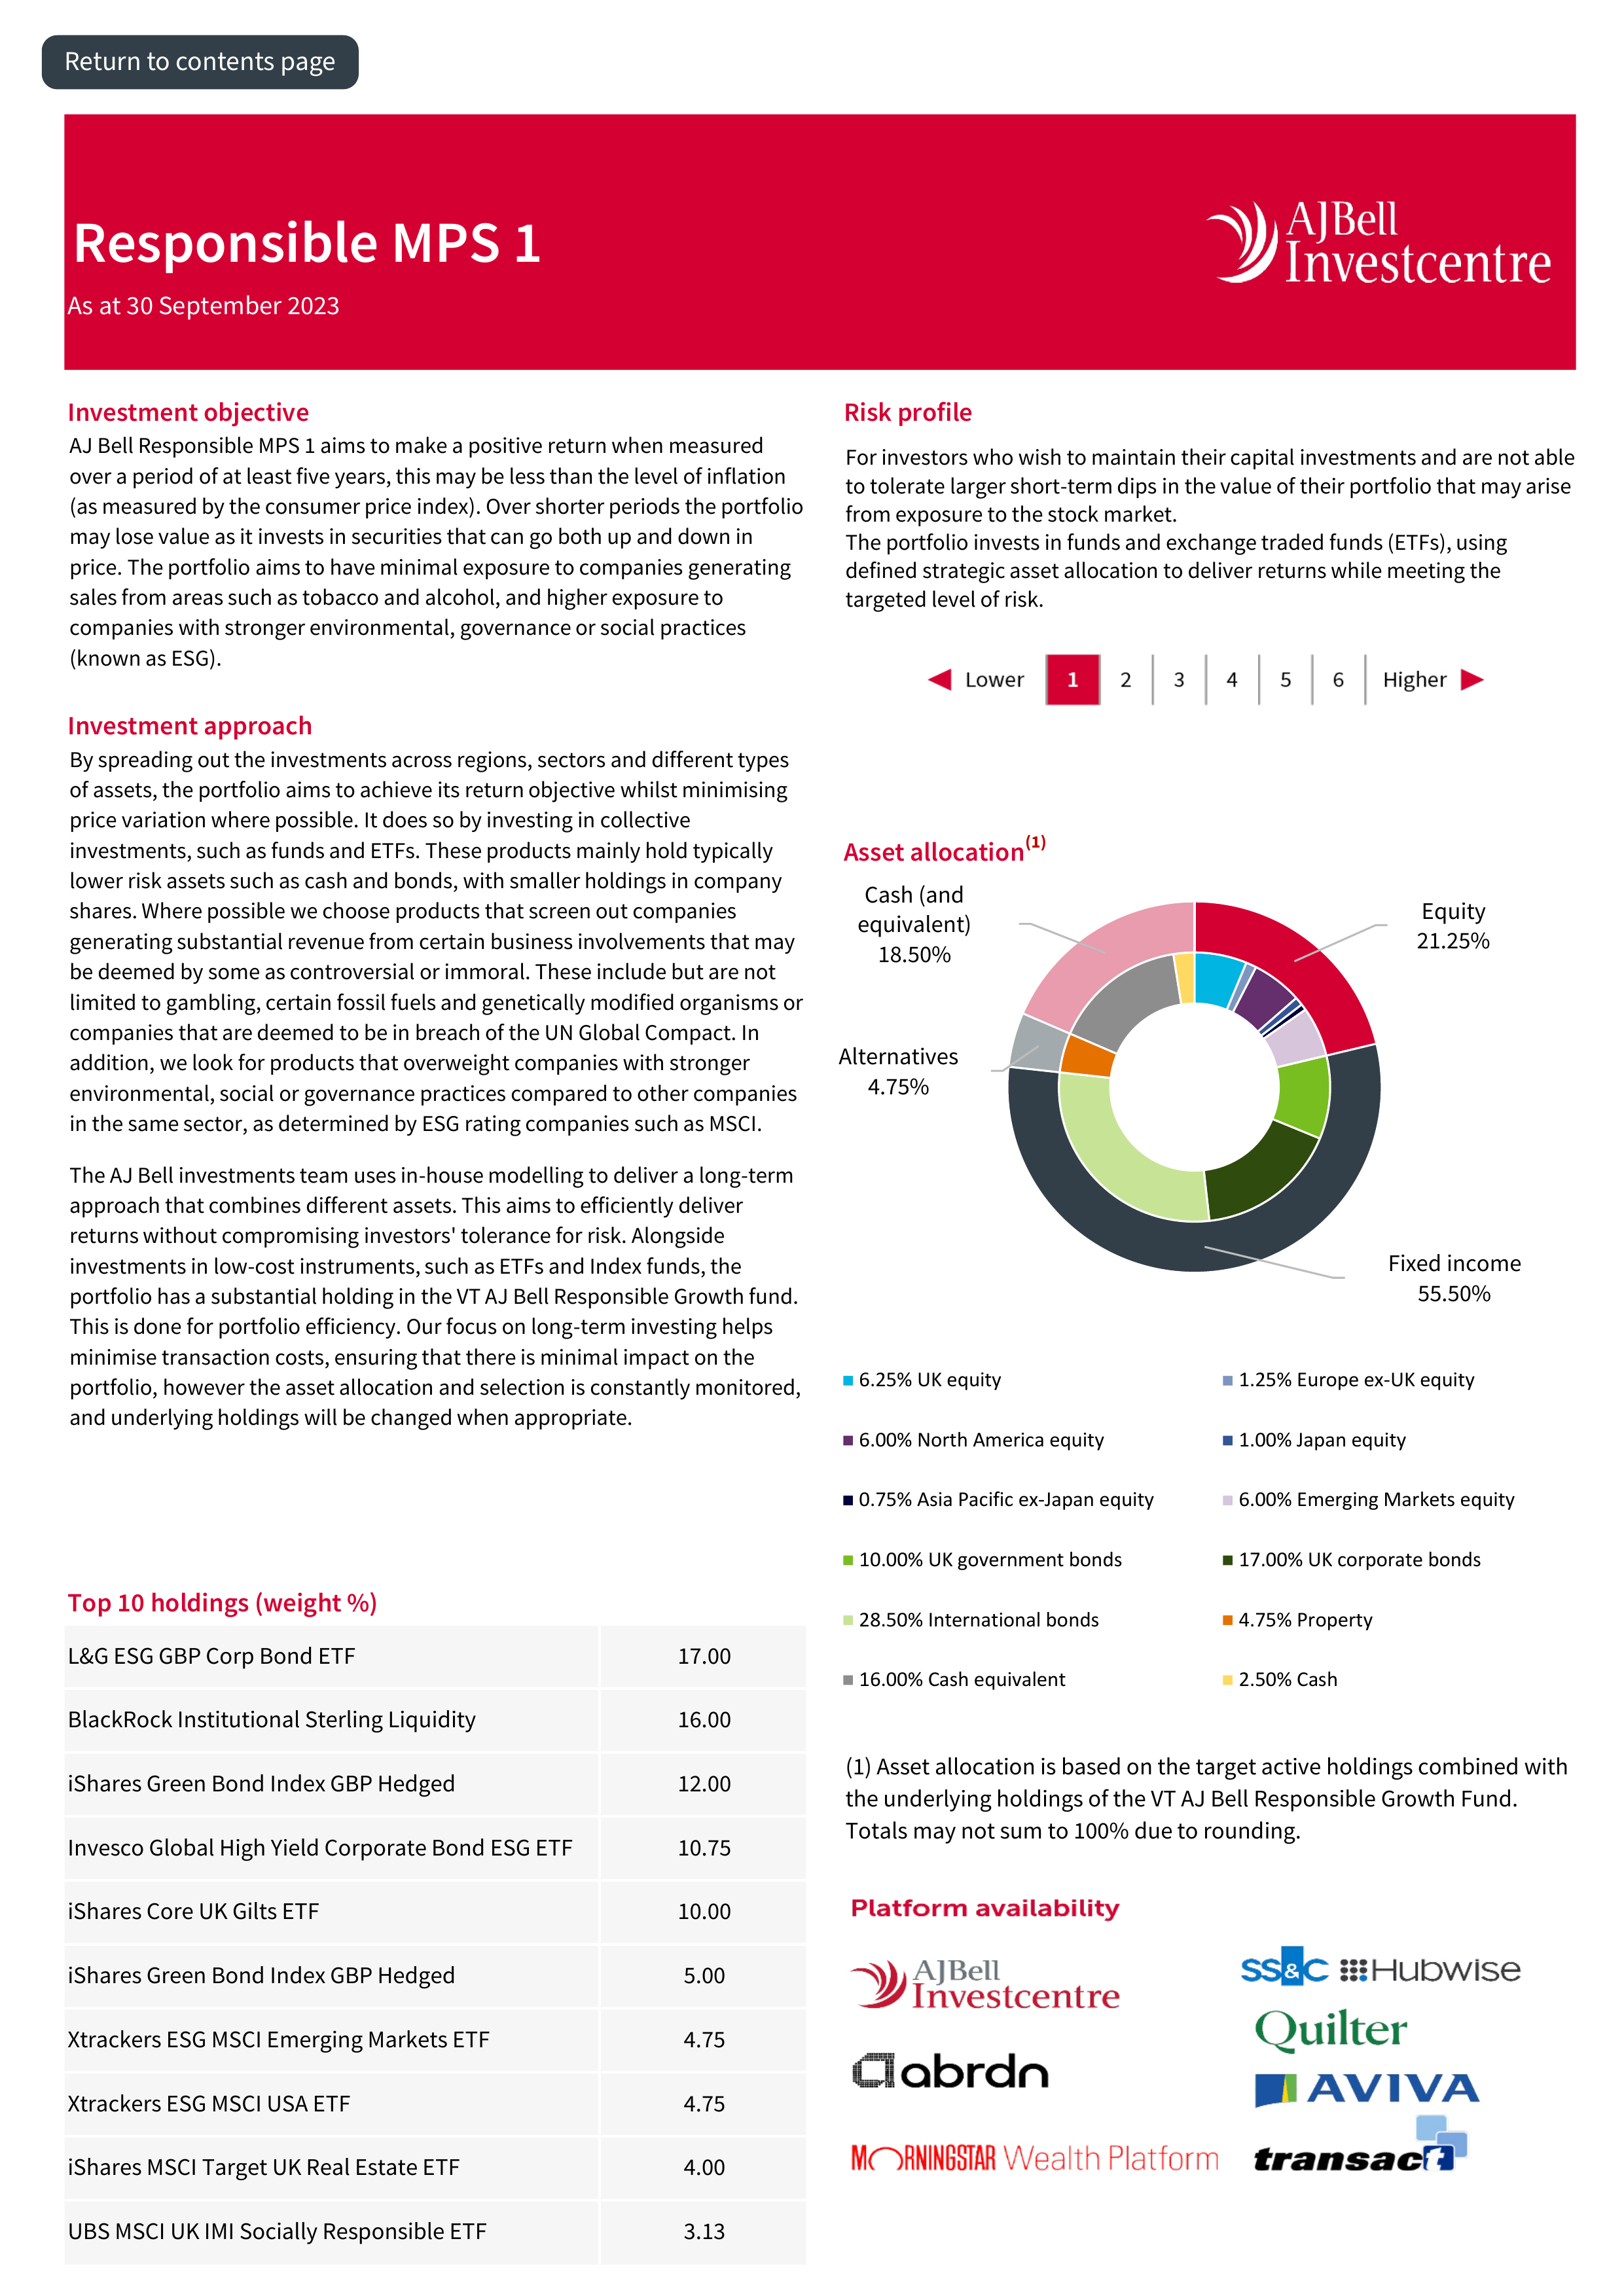 Return to contents page
Responsible MPS 1
As at 30 September 2023
AJBell
Investcentre
Investment objective
AJ Bell Responsible MPS 1 aims to make a positive return when measured
over a period of at least five years, this may be less than the level of inflation
(as measured by the consumer price index). Over shorter periods the portfolio
may lose value as it invests in securities that can go both up and down in
price. The portfolio aims to have minimal exposure to companies generating
sales from areas such as tobacco and alcohol, and higher exposure to
companies with stronger environmental, governance or social practices
(known as ESG).
Investment approach
By spreading out the investments across regions, sectors and different types
of assets, the portfolio aims to achieve its return objective whilst minimising
price variation where possible. It does so by investing in collective
investments, such as funds and ETFs. These products mainly hold typically
lower risk assets such as cash and bonds, with smaller holdings in company
shares. Where possible we choose products that screen out companies
generating substantial revenue from certain business involvements that may
be deemed by some as controversial or immoral. These include but are not
limited to gambling, certain fossil fuels and genetically modified organisms or
companies that are deemed to be in breach of the UN Global Compact. In
addition, we look for products that overweight companies with stronger
environmental, social or governance practices compared to other companies
in the same sector, as determined by ESG rating companies such as MSCI.
The AJ Bell investments team uses in-house modelling to deliver a long-term
approach that combines different assets. This aims to efficiently deliver
returns without compromising investors' tolerance for risk. Alongside
investments in low-cost instruments, such as ETFs and Index funds, the
portfolio has a substantial holding in the VT AJ Bell Responsible Growth fund.
This is done for portfolio efficiency. Our focus on long-term investing helps
minimise transaction costs, ensuring that there is minimal impact on the
portfolio, however the asset allocation and selection is constantly monitored,
and underlying holdings will be changed when appropriate.
Top 10 holdings (weight %)
L&G ESG GBP Corp Bond ETF 17.00
BlackRock Institutional Sterling Liquidity 16.00
iShares Green Bond Index GBP Hedged 12.00
Invesco Global High Yield Corporate Bond ESG ETF 10.75
iShares Core UK Gilts ETF 10.00
iShares Green Bond Index GBP Hedged 5.00
Xtrackers ESG MSCI Emerging Markets ETF 4.75
Xtrackers ESG MSCI USA ETF 4.75
iShares MSCI Target UK Real Estate ETF 4.00
UBS MSCI UK IMI Socially Responsible ETF 3.13
Risk profile
For investors who wish to maintain their capital investments and are not able
to tolerate larger short-term dips in the value of their portfolio that may arise
from exposure to the stock market.
The portfolio invests in funds and exchange traded funds (ETFs), using
defined strategic asset allocation to deliver returns while meeting the
targeted level of risk.
Lower 1 2 3 4 5 6 Higher
Asset allocation(1)
Cash (and
equivalent)
18.50%
Equity
21.25%
Alternatives
4.75%
Fixed income
55.50%
6.25% UK equity 1.25% Europe ex-UK equity
6.00% North America equity 1.00% Japan equity
0.75% Asia Pacific ex-Japan equity 6.00% Emerging Markets equity
10.00% UK government bonds 17.00% UK corporate bonds
28.50% International bonds 4.75% Property
16.00% Cash equivalent 2.50% Cash
(1) Asset allocation is based on the target active holdings combined with
the underlying holdings of the VT AJ Bell Responsible Growth Fund.
Totals may not sum to 100% due to rounding.
Platform availability
AJBell
Investcentre
SS&C Hubwise
Quilter
abrdn
AVIVA
MORNINGSTAR Wealth Platform
transact